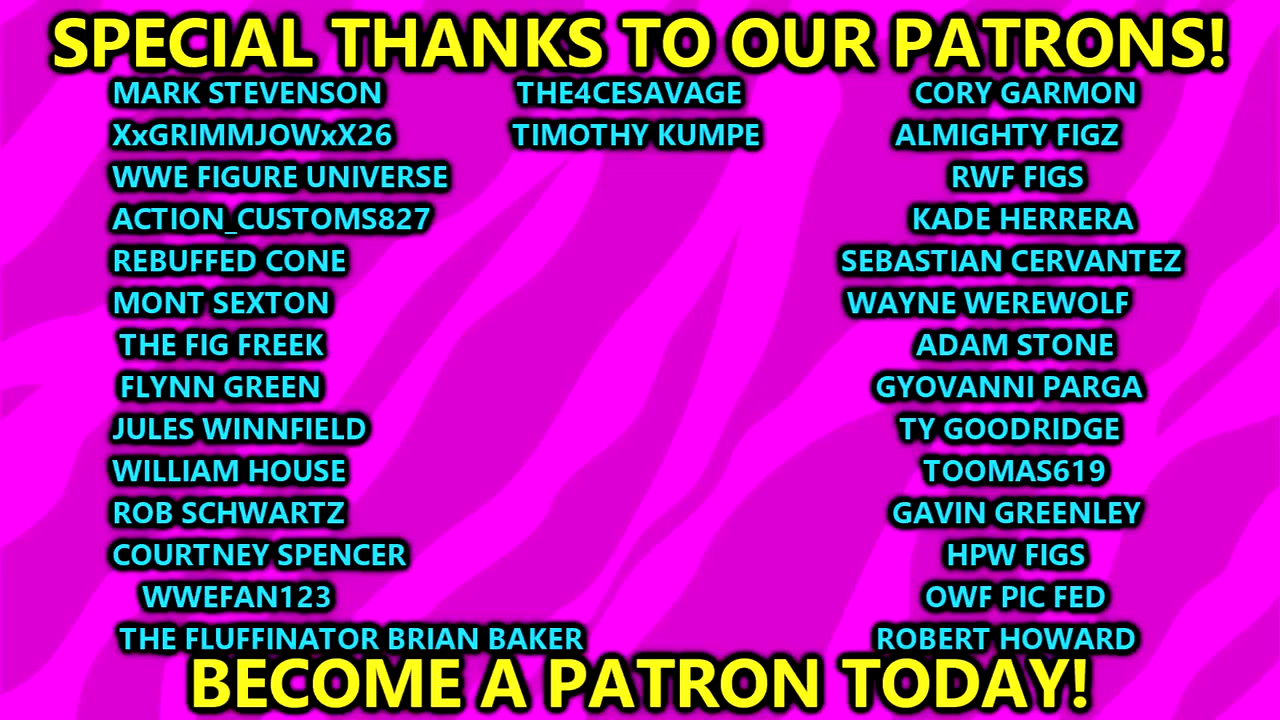 SPECIAL THANKS TO OUR PATRONS!
MARK STEVENSON
XxGRIMMJOWxX26
WWE FIGURE UNIVERSE
ACTION_CUSTOMS827
REBUFFED CONE
MONT SEXTON
THE FIG FREEK
FLYNN GREEN
JULES WINNFIELD
WILLIAM HOUSE
ROB SCHWARTZ
COURTNEY SPENCER
WWEFAN123
THE FLUFFINATOR BRIAN BAKER
THE4CESAVAGE
TIMOTHY KUMPE
CORY GARMON
ALMIGHTY FIGZ
RWF FIGS
KADE HERRERA
SEBASTIAN CERVANTEZ
WAYNE WEREWOLF
ADAM STONE
GYOVANNI PARGA
TY GOODRIDGE
TOOMAS619
GAVIN GREENLEY
HPW FIGS
OWF PIC FED
ROBERT HOWARD
BECOME A PATRON TODAY!